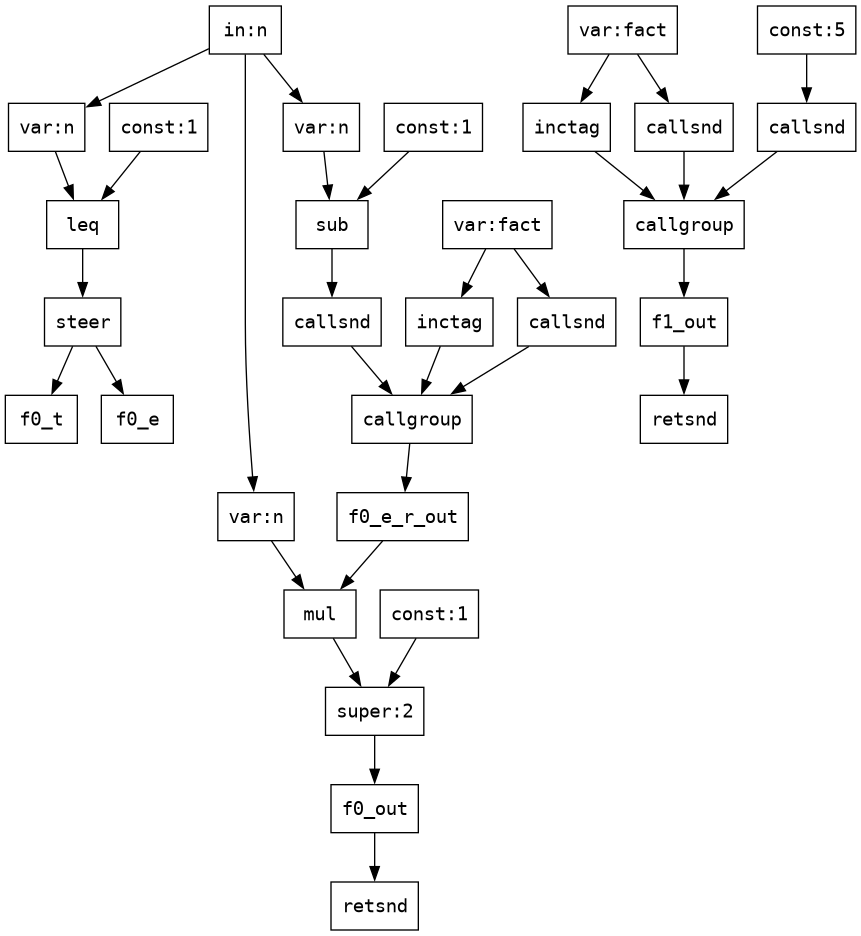 in:n
var:fact
const:5
var:n
const:1
var:n
const:1
inctag
callsnd
callsnd
leq
sub
var:fact
callgroup
steer
callsnd
inctag
callsnd
f1_out
f0_t
f0_e
callgroup
retsnd
var:n
f0_e_r_out
mul
const:1
super:2
f0_out
retsnd